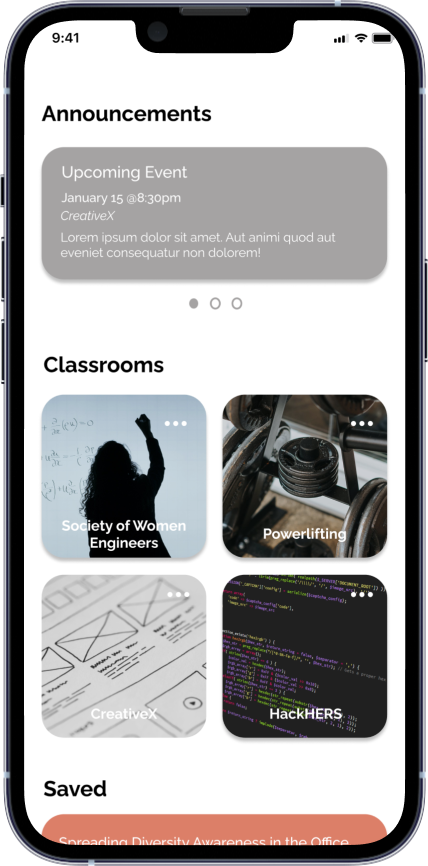 9:41
Announcements
Upcoming Event
January 15 @8:30pm
CreativeX
Lorem ipsum dolor sit amet. Aut animi quod aut
eveniet consequatur non dolorem!
Classrooms
Society of Women
Engineers
Powerlifting
CreativeX
HackHERS
Saved
Spreading Diversity Awareness in the Office